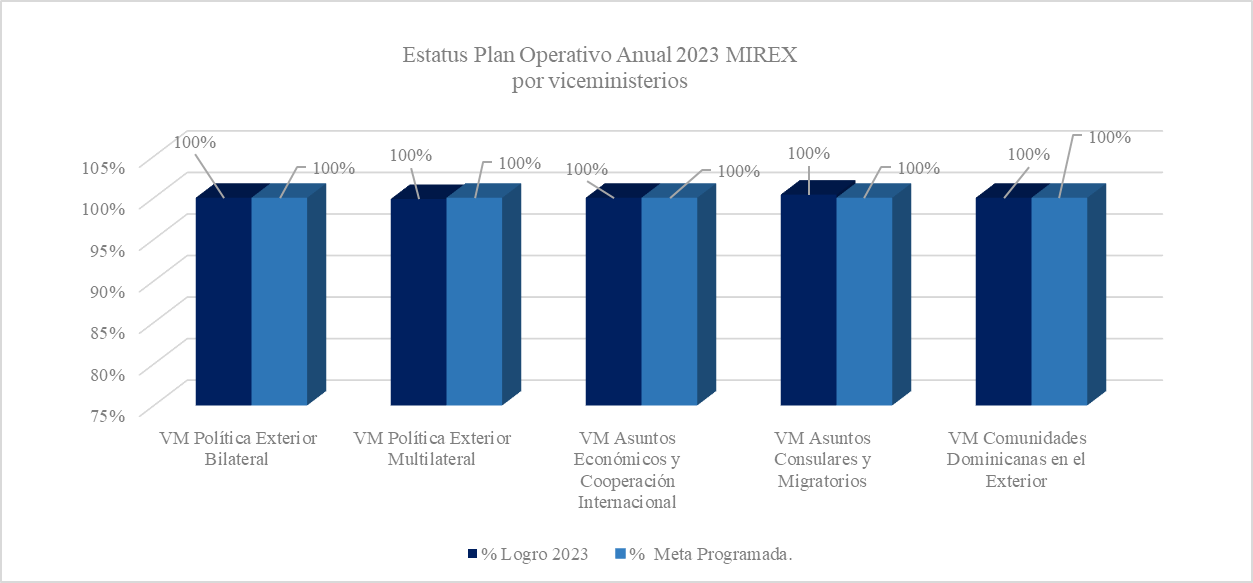 Estatus Plan Operativo Anual 2023 MIREX
por viceministerios
105%
100%
95%
90%
85%
80%
75%
100%
100%
100%
100%
100%
100%
100%
100%
100%
100%
VM Política Exterior
Bilateral
VM Política Exterior
Multilateral
VM Asuntos
Económicos y
Cooperación
Internacional
VM Asuntos
Consulares y
Migratorios
VM Comunidades
Dominicanas en el
Exterior
% Logro 2023
% Meta Programada.